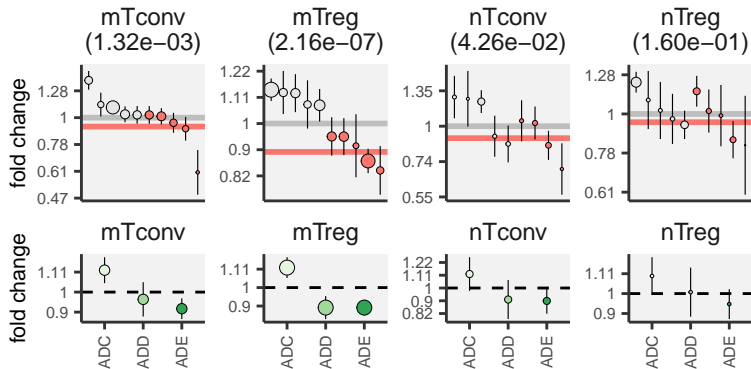 mTconv
(1.32e−03)
mTreg
(2.16e−07)
nTconv
(4.26e−02)
nTreg
(1.60e−01)
fold change
1.28
1
0.78
0.61
0.47
1.22
1.11
1
0.9
0.82
1.35
1
0.74
0.55
1.28
1
0.78
0.61
mTconv
mTreg
nTconv
nTreg
fold change
1.11
1
0.9
1.11
1
0.9
1.22
1.11
1
0.9
0.82
1.11
1
0.9
ADC
ADD
ADE
ADC
ADD
ADE
ADC
ADD
ADE
ADC
ADD
ADE